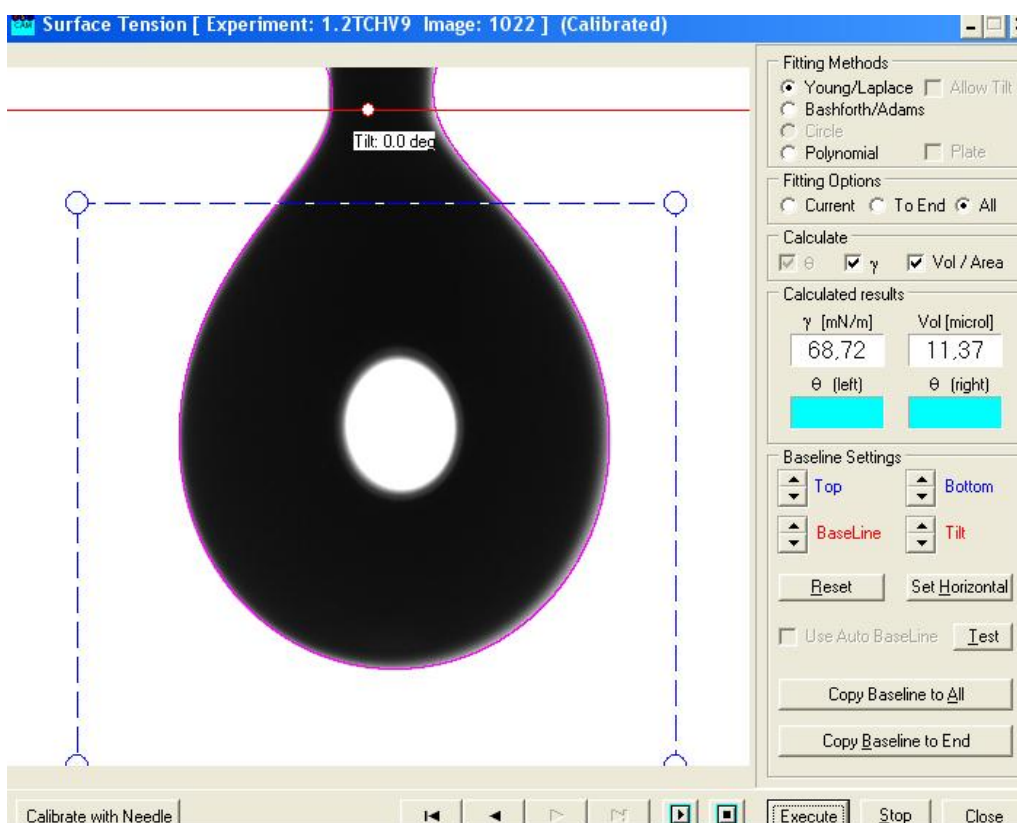 Surface Tension [ Experiment: 1.2TCHV9 Image: 1022 ] (Calibrated)
Tilt: 0.0 deg
Fitting Methods
Young/Laplace Allow Tilt
Bashforth/Adams
Circle
Polynomial Plate
Fitting Options
Current To End All
Calculate
θ γ Vol / Area
Calculated results
γ [mN/m] Vol [microl]
68,72 11,37
θ (left) θ (right)
Baseline Settings
Top Bottom
BaseLine Tilt
Reset Set Horizontal
Use Auto BaseLine Test
Copy Baseline to All
Copy Baseline to End
Calibrate with Needle Execute Stop Close